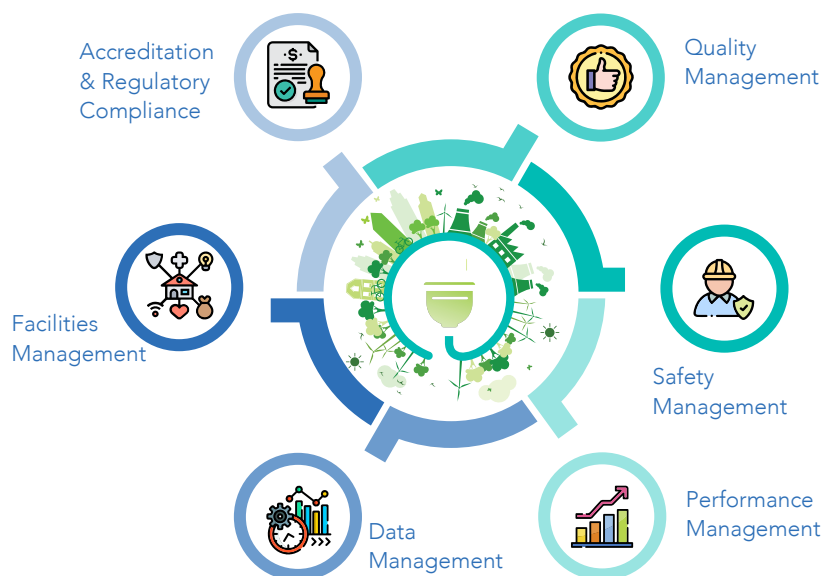 Accreditation
& Regulatory
Compliance
$
Quality
Management
Facilities
Management
Safety
Management
Data
Management
Performance
Management